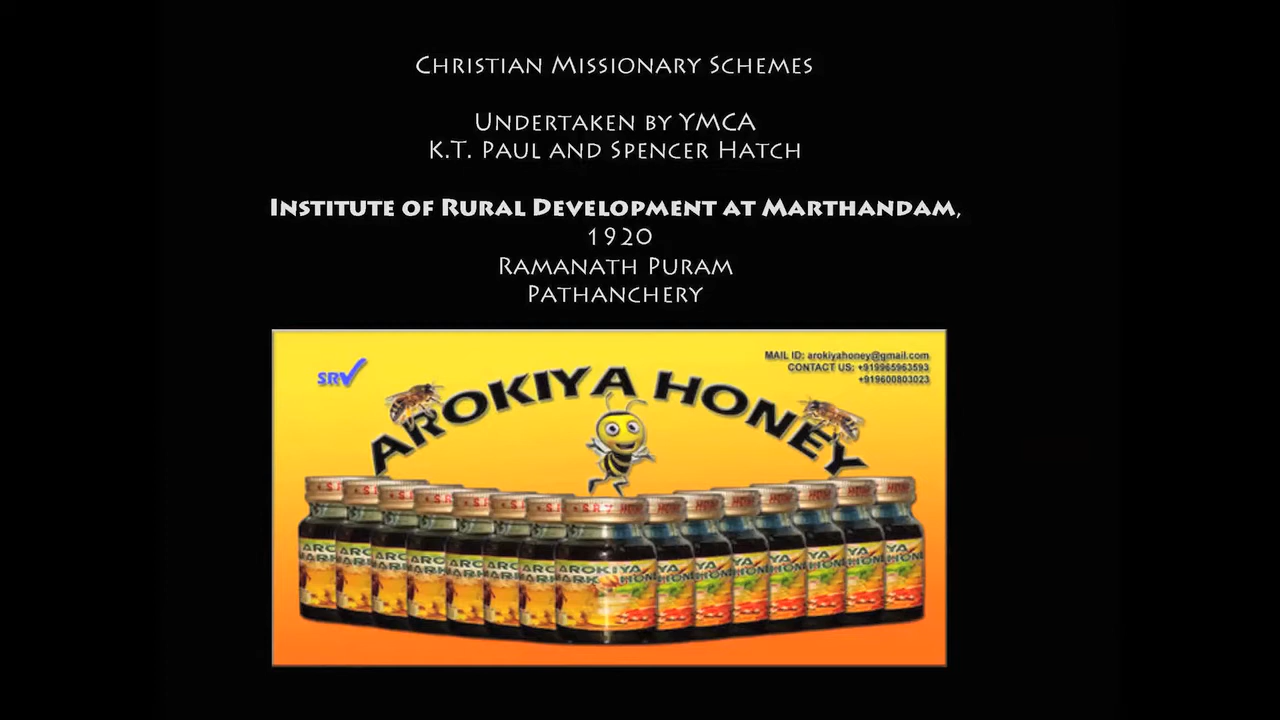 Christian Missionary Schemes
Undertaken by YMCA
K.T. Paul and Spencer Hatch
Institute of Rural Development at Marthandam,
1920
Ramanath Puram
Pathanchery
SRV
MAIL ID: arokiyahoney@gmail.com
CONTACT US: +919965963593
+919600803023
AROKIYA HONEY
S R V
AROKIYA